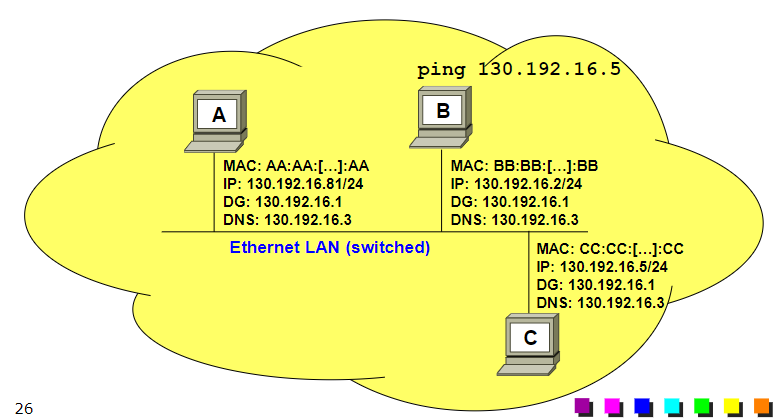 ping 130.192.16.5
A
B
MAC: AA:AA:[...]:AA
IP: 130.192.16.81/24
DG: 130.192.16.1
DNS: 130.192.16.3
MAC: BB:BB:[...]:BB
IP: 130.192.16.2/24
DG: 130.192.16.1
DNS: 130.192.16.3
Ethernet LAN (switched)
MAC: CC:CC:[...]:CC
IP: 130.192.16.5/24
DG: 130.192.16.1
DNS: 130.192.16.3
C
26